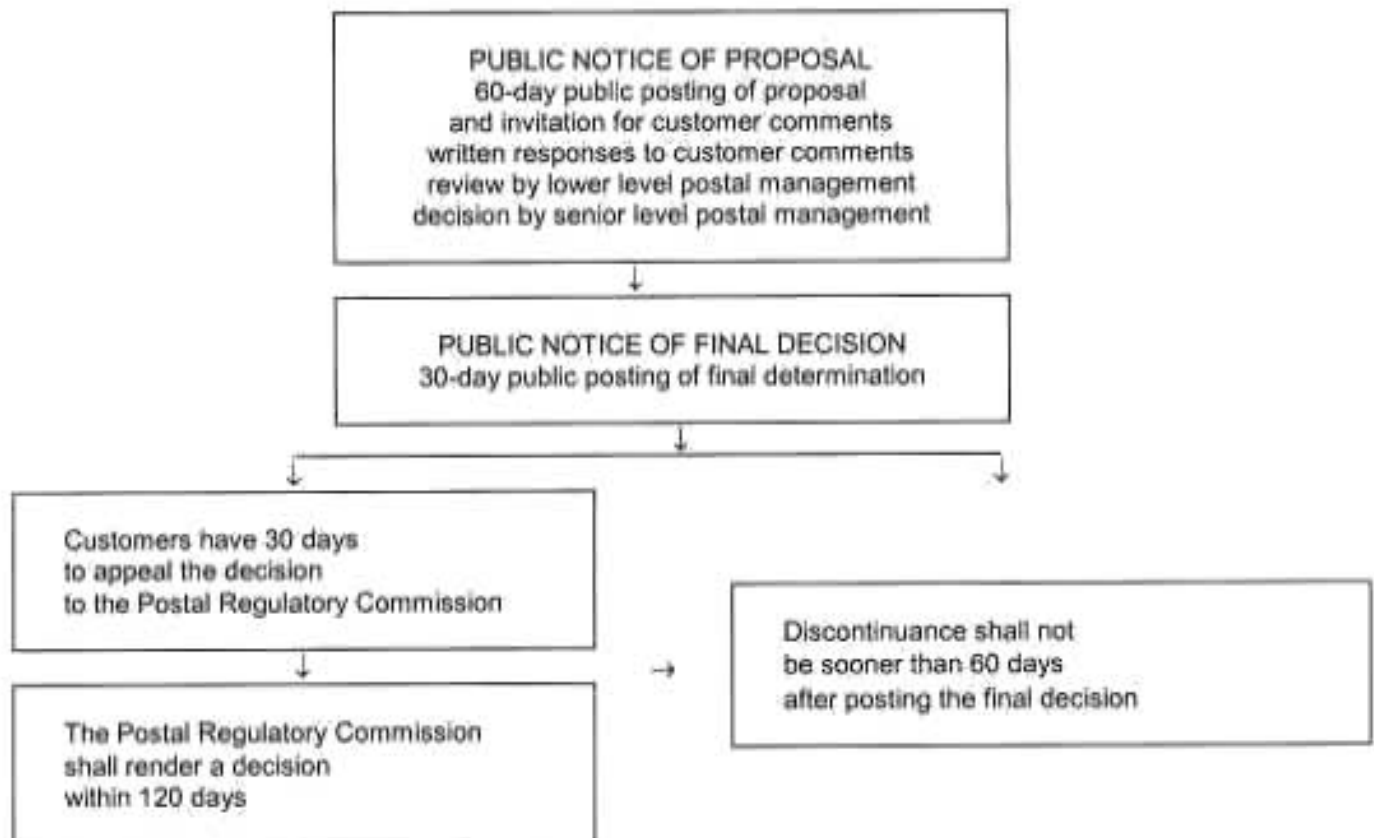 PUBLIC NOTICE OF PROPOSAL
60-day public posting of proposal
and invitation for customer comments
written responses to customer comments
review by lower level postal management
decision by senior level postal management
PUBLIC NOTICE OF FINAL DECISION
30-day public posting of final determination
Customers have 30 days
to appeal the decision
to the Postal Regulatory Commission
The Postal Regulatory Commission
shall render a decision
within 120 days
Discontinuance shall not
be sooner than 60 days
after posting the final decision